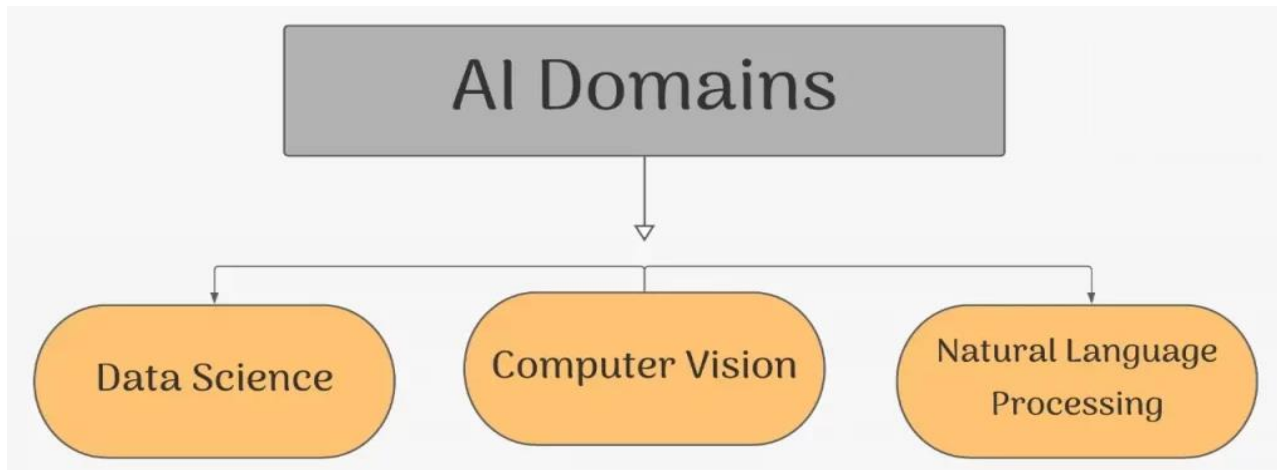 AI Domains
Data Science
Computer Vision
Natural Language
Processing